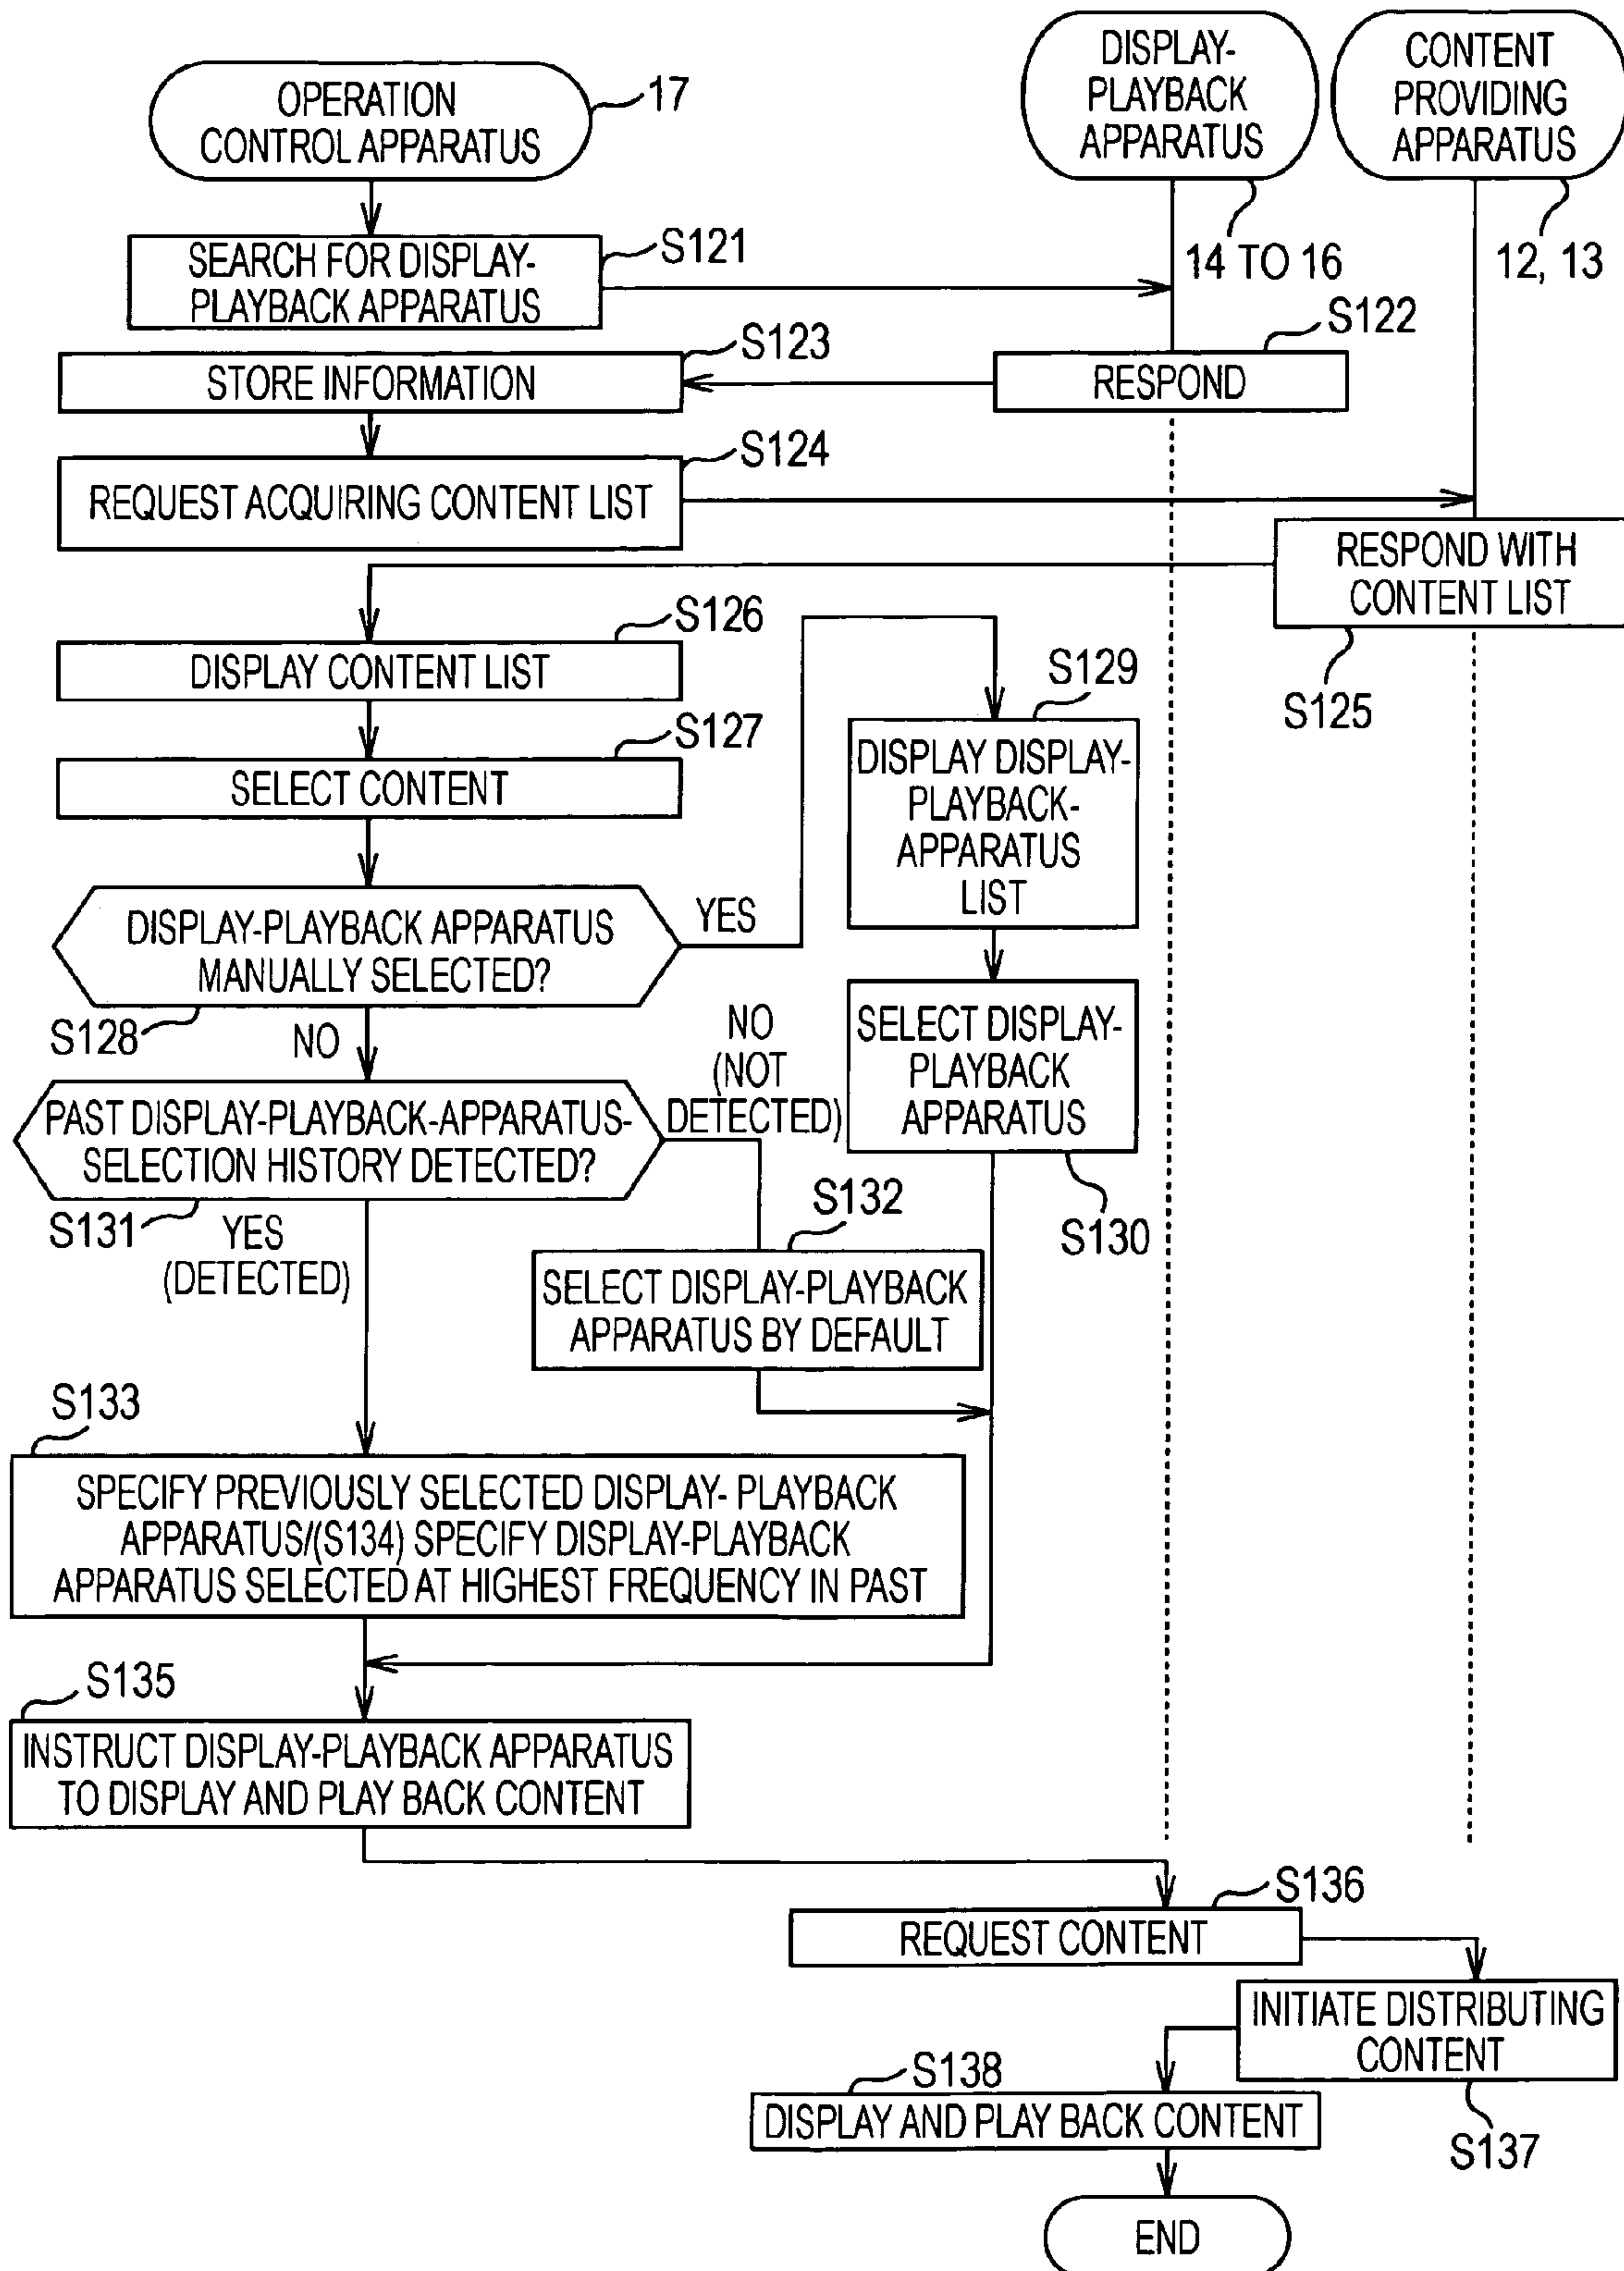 OPERATION
CONTROL APPARATUS
17
DISPLAY-
PLAYBACK
APPARATUS
14 TO 16
CONTENT
PROVIDING
APPARATUS
12, 13
S121
SEARCH FOR DISPLAY-
PLAYBACK APPARATUS
S122
RESPOND
S123
STORE INFORMATION
S124
REQUEST ACQUIRING CONTENT LIST
RESPOND WITH
CONTENT LIST
S125
S126
DISPLAY CONTENT LIST
S127
SELECT CONTENT
DISPLAY-PLAYBACK APPARATUS
MANUALLY SELECTED?
S128
YES
NO
S129
DISPLAY DISPLAY-
PLAYBACK-
APPARATUS
LIST
SELECT DISPLAY-
PLAYBACK
APPARATUS
S130
PAST DISPLAY-PLAYBACK-APPARATUS-
SELECTION HISTORY DETECTED?
S131
NO
(NOT
DETECTED)
YES
(DETECTED)
S132
SELECT DISPLAY-PLAYBACK
APPARATUS BY DEFAULT
S133
SPECIFY PREVIOUSLY SELECTED DISPLAY- PLAYBACK
APPARATUS/(S134) SPECIFY DISPLAY-PLAYBACK
APPARATUS SELECTED AT HIGHEST FREQUENCY IN PAST
S135
INSTRUCT DISPLAY-PLAYBACK APPARATUS
TO DISPLAY AND PLAY BACK CONTENT
S136
REQUEST CONTENT
INITIATE DISTRIBUTING
CONTENT
S137
S138
DISPLAY AND PLAY BACK CONTENT
END